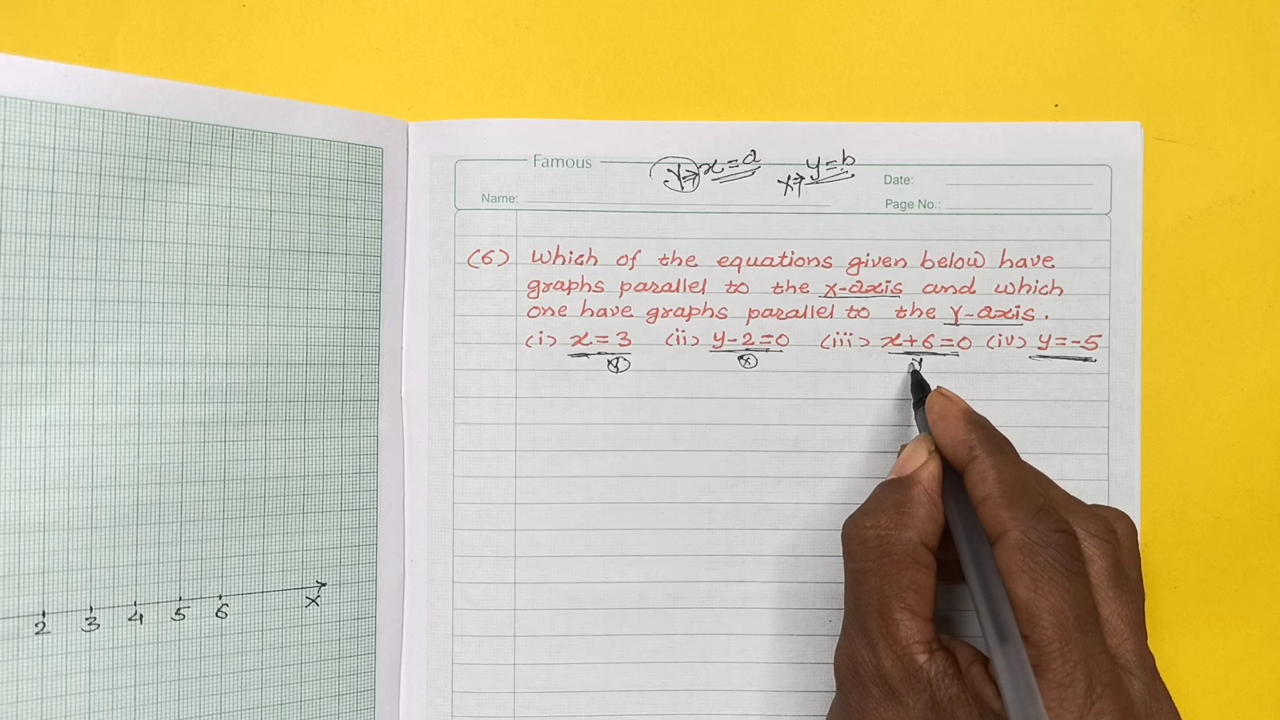 Famous
Y⇒ x=a   X⇒ y=b
Date:
Name:
Page No.:
(6) Which of the equations given below have
graphs parallel to the x-axis and which
one have graphs parallel to the Y-axis.
(i) x=3 (ii) y-2=0 (iii) x+6=0 (iv) y=-5
Y X Y
2 3 4 5 6 X